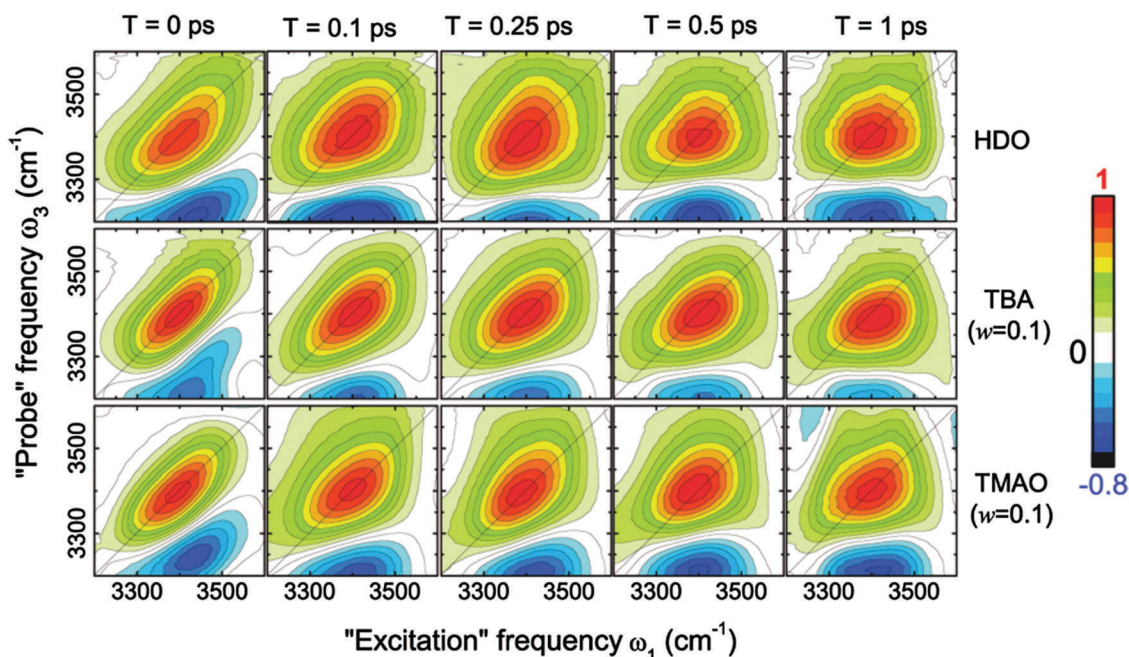 T = 0 ps T = 0.1 ps T = 0.25 ps T = 0.5 ps T = 1 ps
"Probe" frequency ω3 (cm⁻¹)
3500
3300
HDO
3500
3300
TBA
(w=0.1)
3500
3300
TMAO
(w=0.1)
1
0
-0.8
3300 3500 3300 3500 3300 3500 3300 3500 3300 3500
"Excitation" frequency ω1 (cm⁻¹)